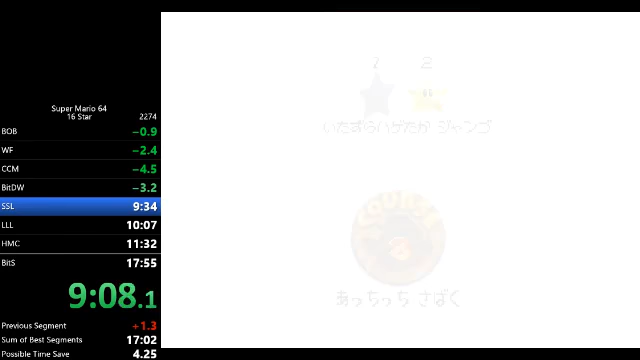 Super Mario 64
16 Star 2274
BOB −0.9
WF −2.4
CCM −4.5
BitDW −3.2
SSL 9:34
LLL 10:07
HMC 11:32
BitS 17:55
9:08.1
Previous Segment +1.3
Sum of Best Segments 17:02
Possible Time Save 4.25
1 2
いたずらハゲたか ジャンゴ
あっちっち さばく